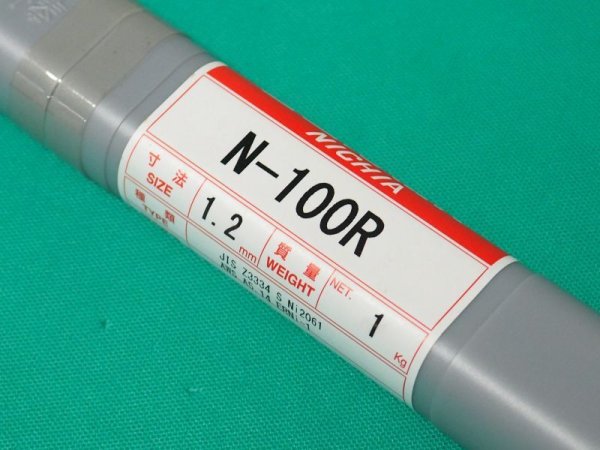 NICHIA
N-100R
寸法 SIZE 1.2 mm 質量 WEIGHT NET. 1 Kg
種類 TYPE JIS Z3334 S Ni2061
AWS A5.14 ERNi-1